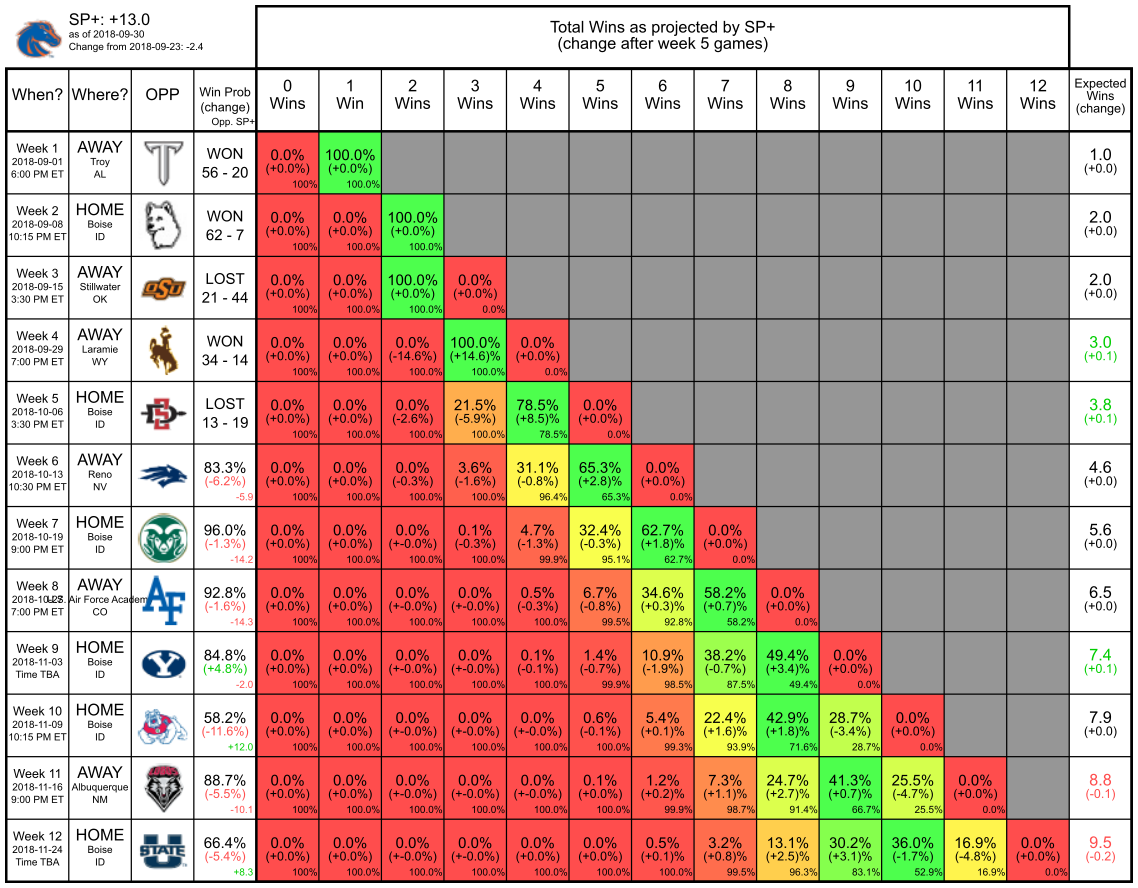 SP+: +13.0
as of 2018-09-30
Change from 2018-09-23: -2.4
Total Wins as projected by SP+
(change after week 5 games)
When? Where? OPP Win Prob (change) Opp. SP+ 0 Wins 1 Win 2 Wins 3 Wins 4 Wins 5 Wins 6 Wins 7 Wins 8 Wins 9 Wins 10 Wins 11 Wins 12 Wins Expected Wins (change)
Week 1 AWAY T WON 0.0% 100.0% 1.0
2018-09-01 Troy 56 - 20 (+0.0%) (+0.0%) (+0.0)
6:00 PM ET AL 100% 100.0%
Week 2 HOME WON 0.0% 0.0% 100.0% 2.0
2018-09-08 Boise 62 - 7 (+0.0%) (+0.0%) (+0.0%) (+0.0)
10:15 PM ET ID 100% 100.0% 100.0%
Week 3 AWAY OSU LOST 0.0% 0.0% 100.0% 0.0% 2.0
2018-09-15 Stillwater 21 - 44 (+0.0%) (+0.0%) (+0.0%) (+0.0%) (+0.0)
3:30 PM ET OK 100% 100.0% 100.0% 0.0%
Week 4 AWAY WON 0.0% 0.0% 0.0% 100.0% 0.0% 3.0
2018-09-29 Laramie 34 - 14 (+0.0%) (+0.0%) (-14.6%) (+14.6)% (+0.0%) (+0.1)
7:00 PM ET WY 100% 100.0% 100.0% 100.0% 0.0%
Week 5 HOME SD LOST 0.0% 0.0% 0.0% 21.5% 78.5% 0.0% 3.8
2018-10-06 Boise 13 - 19 (+0.0%) (+0.0%) (-2.6%) (-5.9%) (+8.5)% (+0.0%) (+0.1)
3:30 PM ET ID 100% 100.0% 100.0% 100.0% 78.5% 0.0%
Week 6 AWAY 83.3% 0.0% 0.0% 0.0% 3.6% 31.1% 65.3% 0.0% 4.6
2018-10-13 Reno (-6.2%) (+0.0%) (+0.0%) (-0.3%) (-1.6%) (-0.8%) (+2.8)% (+0.0%) (+0.0)
10:30 PM ET NV -5.9 100% 100.0% 100.0% 100.0% 96.4% 65.3% 0.0%
Week 7 HOME 96.0% 0.0% 0.0% 0.0% 0.1% 4.7% 32.4% 62.7% 0.0% 5.6
2018-10-19 Boise (-1.3%) (+0.0%) (+0.0%) (+-0.0%) (-0.3%) (-1.3%) (-0.3%) (+1.8)% (+0.0%) (+0.0)
9:00 PM ET ID -14.2 100% 100.0% 100.0% 100.0% 99.9% 95.1% 62.7% 0.0%
Week 8 AWAY AF 92.8% 0.0% 0.0% 0.0% 0.0% 0.5% 6.7% 34.6% 58.2% 0.0% 6.5
2018-10-27 U.S. Air Force Academy (-1.6%) (+0.0%) (+0.0%) (+-0.0%) (-0.0%) (-0.3%) (-0.8%) (+0.3)% (+0.7)% (+0.0%) (+0.0)
7:00 PM ET CO -14.3 100% 100.0% 100.0% 100.0% 100.0% 99.5% 92.8% 58.2% 0.0%
Week 9 HOME Y 84.8% 0.0% 0.0% 0.0% 0.0% 0.1% 1.4% 10.9% 38.2% 49.4% 0.0% 7.4
2018-11-03 Boise (+4.8%) (+0.0%) (+0.0%) (+-0.0%) (+-0.0%) (-0.1%) (-0.7%) (-1.9%) (-0.7%) (+3.4)% (+0.0%) (+0.1)
Time TBA ID -2.0 100% 100.0% 100.0% 100.0% 100.0% 99.9% 98.5% 87.5% 49.4% 0.0%
Week 10 HOME 58.2% 0.0% 0.0% 0.0% 0.0% 0.0% 0.6% 5.4% 22.4% 42.9% 28.7% 0.0% 7.9
2018-11-09 Boise (-11.6%) (+0.0%) (+0.0%) (+-0.0%) (+-0.0%) (-0.0%) (-0.1%) (+0.1)% (+1.6)% (+1.8)% (-3.4%) (+0.0%) (+0.0)
10:15 PM ET ID +12.0 100% 100.0% 100.0% 100.0% 100.0% 100.0% 99.3% 93.9% 71.6% 28.7% 0.0%
Week 11 AWAY 88.7% 0.0% 0.0% 0.0% 0.0% 0.0% 0.1% 1.2% 7.3% 24.7% 41.3% 25.5% 0.0% 8.8
2018-11-16 Albuquerque (-5.5%) (+0.0%) (+0.0%) (+-0.0%) (+-0.0%) (-0.0%) (+-0.0%) (+0.2)% (+1.1)% (+2.7)% (+0.7)% (-4.7%) (+0.0%) (-0.1)
9:00 PM ET NM -10.1 100% 100.0% 100.0% 100.0% 100.0% 100.0% 99.9% 98.7% 91.4% 66.7% 25.5% 0.0%
Week 12 HOME U STATE 66.4% 0.0% 0.0% 0.0% 0.0% 0.0% 0.0% 0.5% 3.2% 13.1% 30.2% 36.0% 16.9% 0.0% 9.5
2018-11-24 Boise (-5.4%) (+0.0%) (+0.0%) (+-0.0%) (+-0.0%) (+-0.0%) (+-0.0%) (+0.1)% (+0.8)% (+2.5)% (+3.1)% (-1.7%) (-4.8%) (+0.0%) (-0.2)
Time TBA ID +8.3 100% 100.0% 100.0% 100.0% 100.0% 100.0% 100.0% 99.5% 96.3% 83.1% 52.9% 16.9% 0.0%